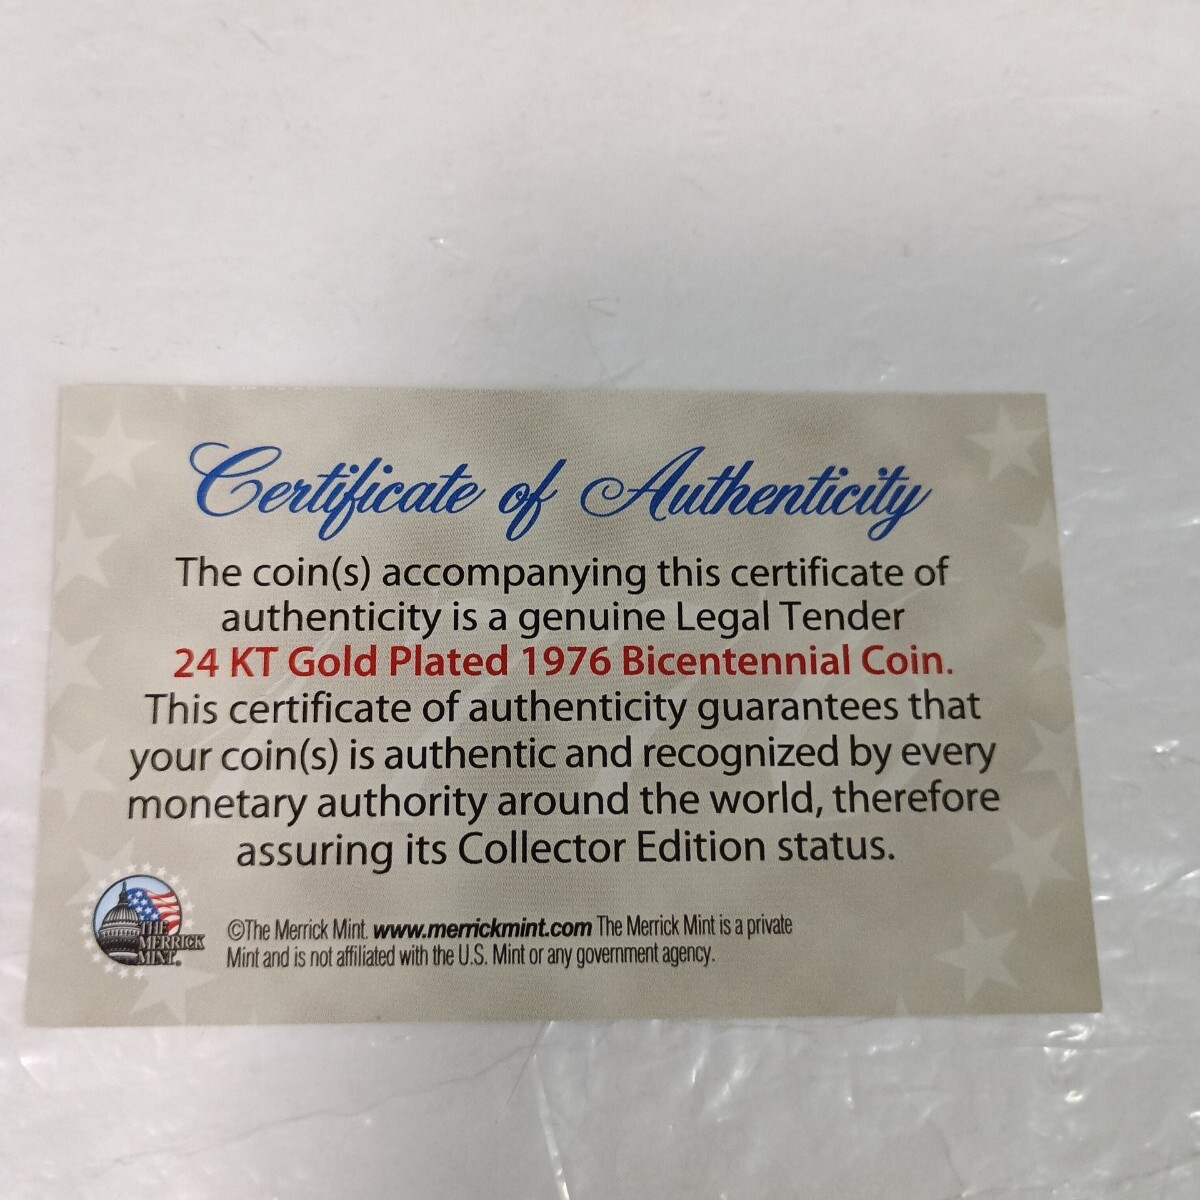 Certificate of Authenticity
The coin(s) accompanying this certificate of
authenticity is a genuine Legal Tender
24 KT Gold Plated 1976 Bicentennial Coin.
This certificate of authenticity guarantees that
your coin(s) is authentic and recognized by every
monetary authority around the world, therefore
assuring its Collector Edition status.
THE
MERRICK
MINT.
©The Merrick Mint. www.merrickmint.com The Merrick Mint is a private
Mint and is not affiliated with the U.S. Mint or any government agency.